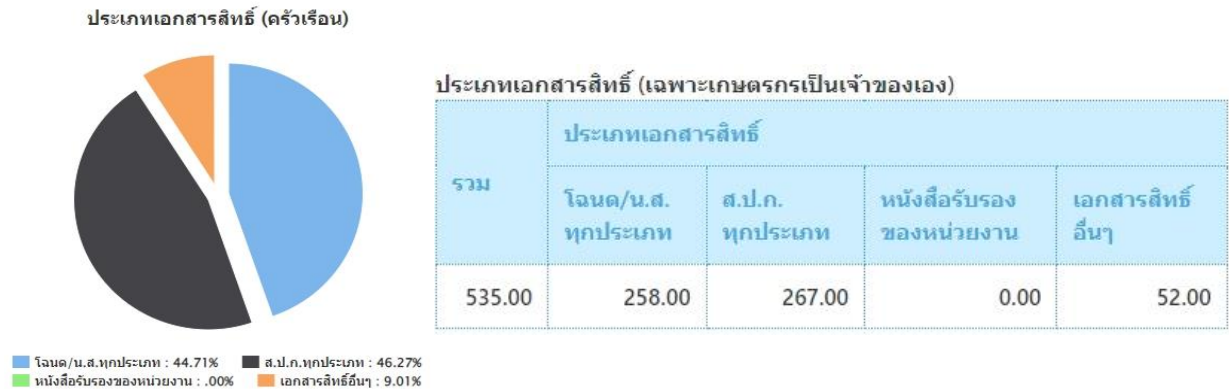 ประเภทเอกสารสิทธิ์ (ครัวเรือน)
โฉนด/น.ส.ทุกประเภท : 44.71% ส.ป.ก.ทุกประเภท : 46.27%
หนังสือรับรองของหน่วยงาน : .00% เอกสารสิทธิ์อื่นๆ : 9.01%
ประเภทเอกสารสิทธิ์ (เฉพาะเกษตรกรเป็นเจ้าของเอง)
รวม
ประเภทเอกสารสิทธิ์
โฉนด/น.ส.
ทุกประเภท
ส.ป.ก.
ทุกประเภท
หนังสือรับรอง
ของหน่วยงาน
เอกสารสิทธิ์
อื่นๆ
535.00 258.00 267.00 0.00 52.00